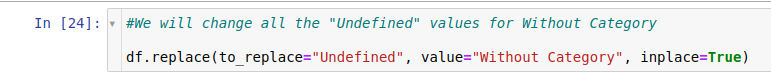 In [24]:
#We will change all the "Undefined" values for Without Category
df.replace(to_replace="Undefined", value="Without Category", inplace=True)